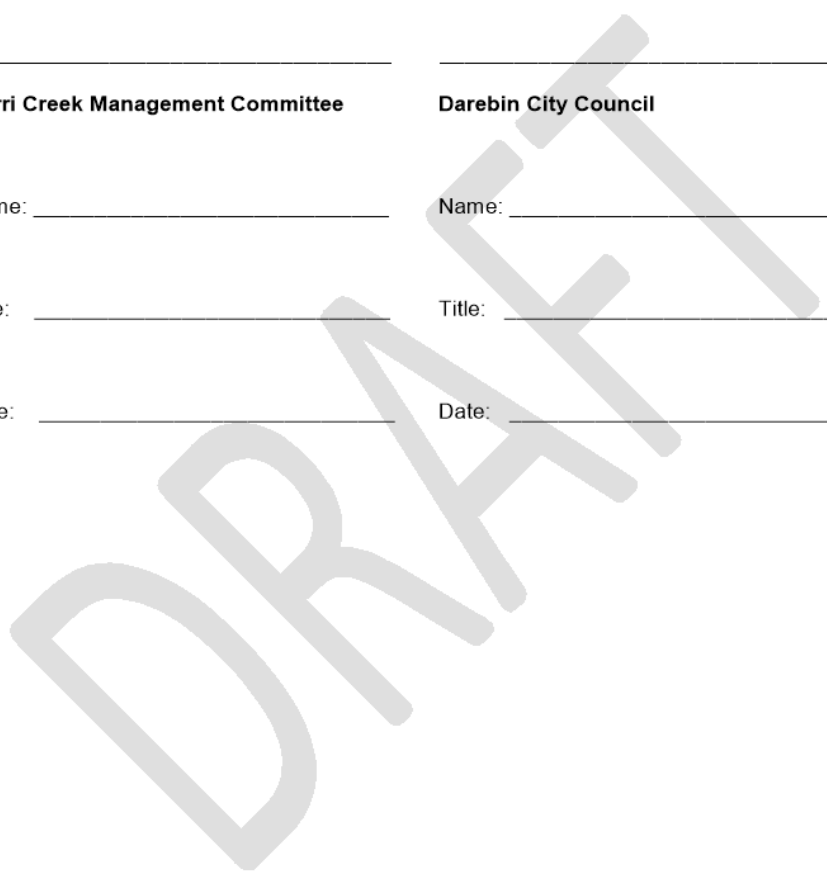 rri Creek Management Committee Darebin City Council
me: Name:
e: Title:
e: Date:
DRAFT